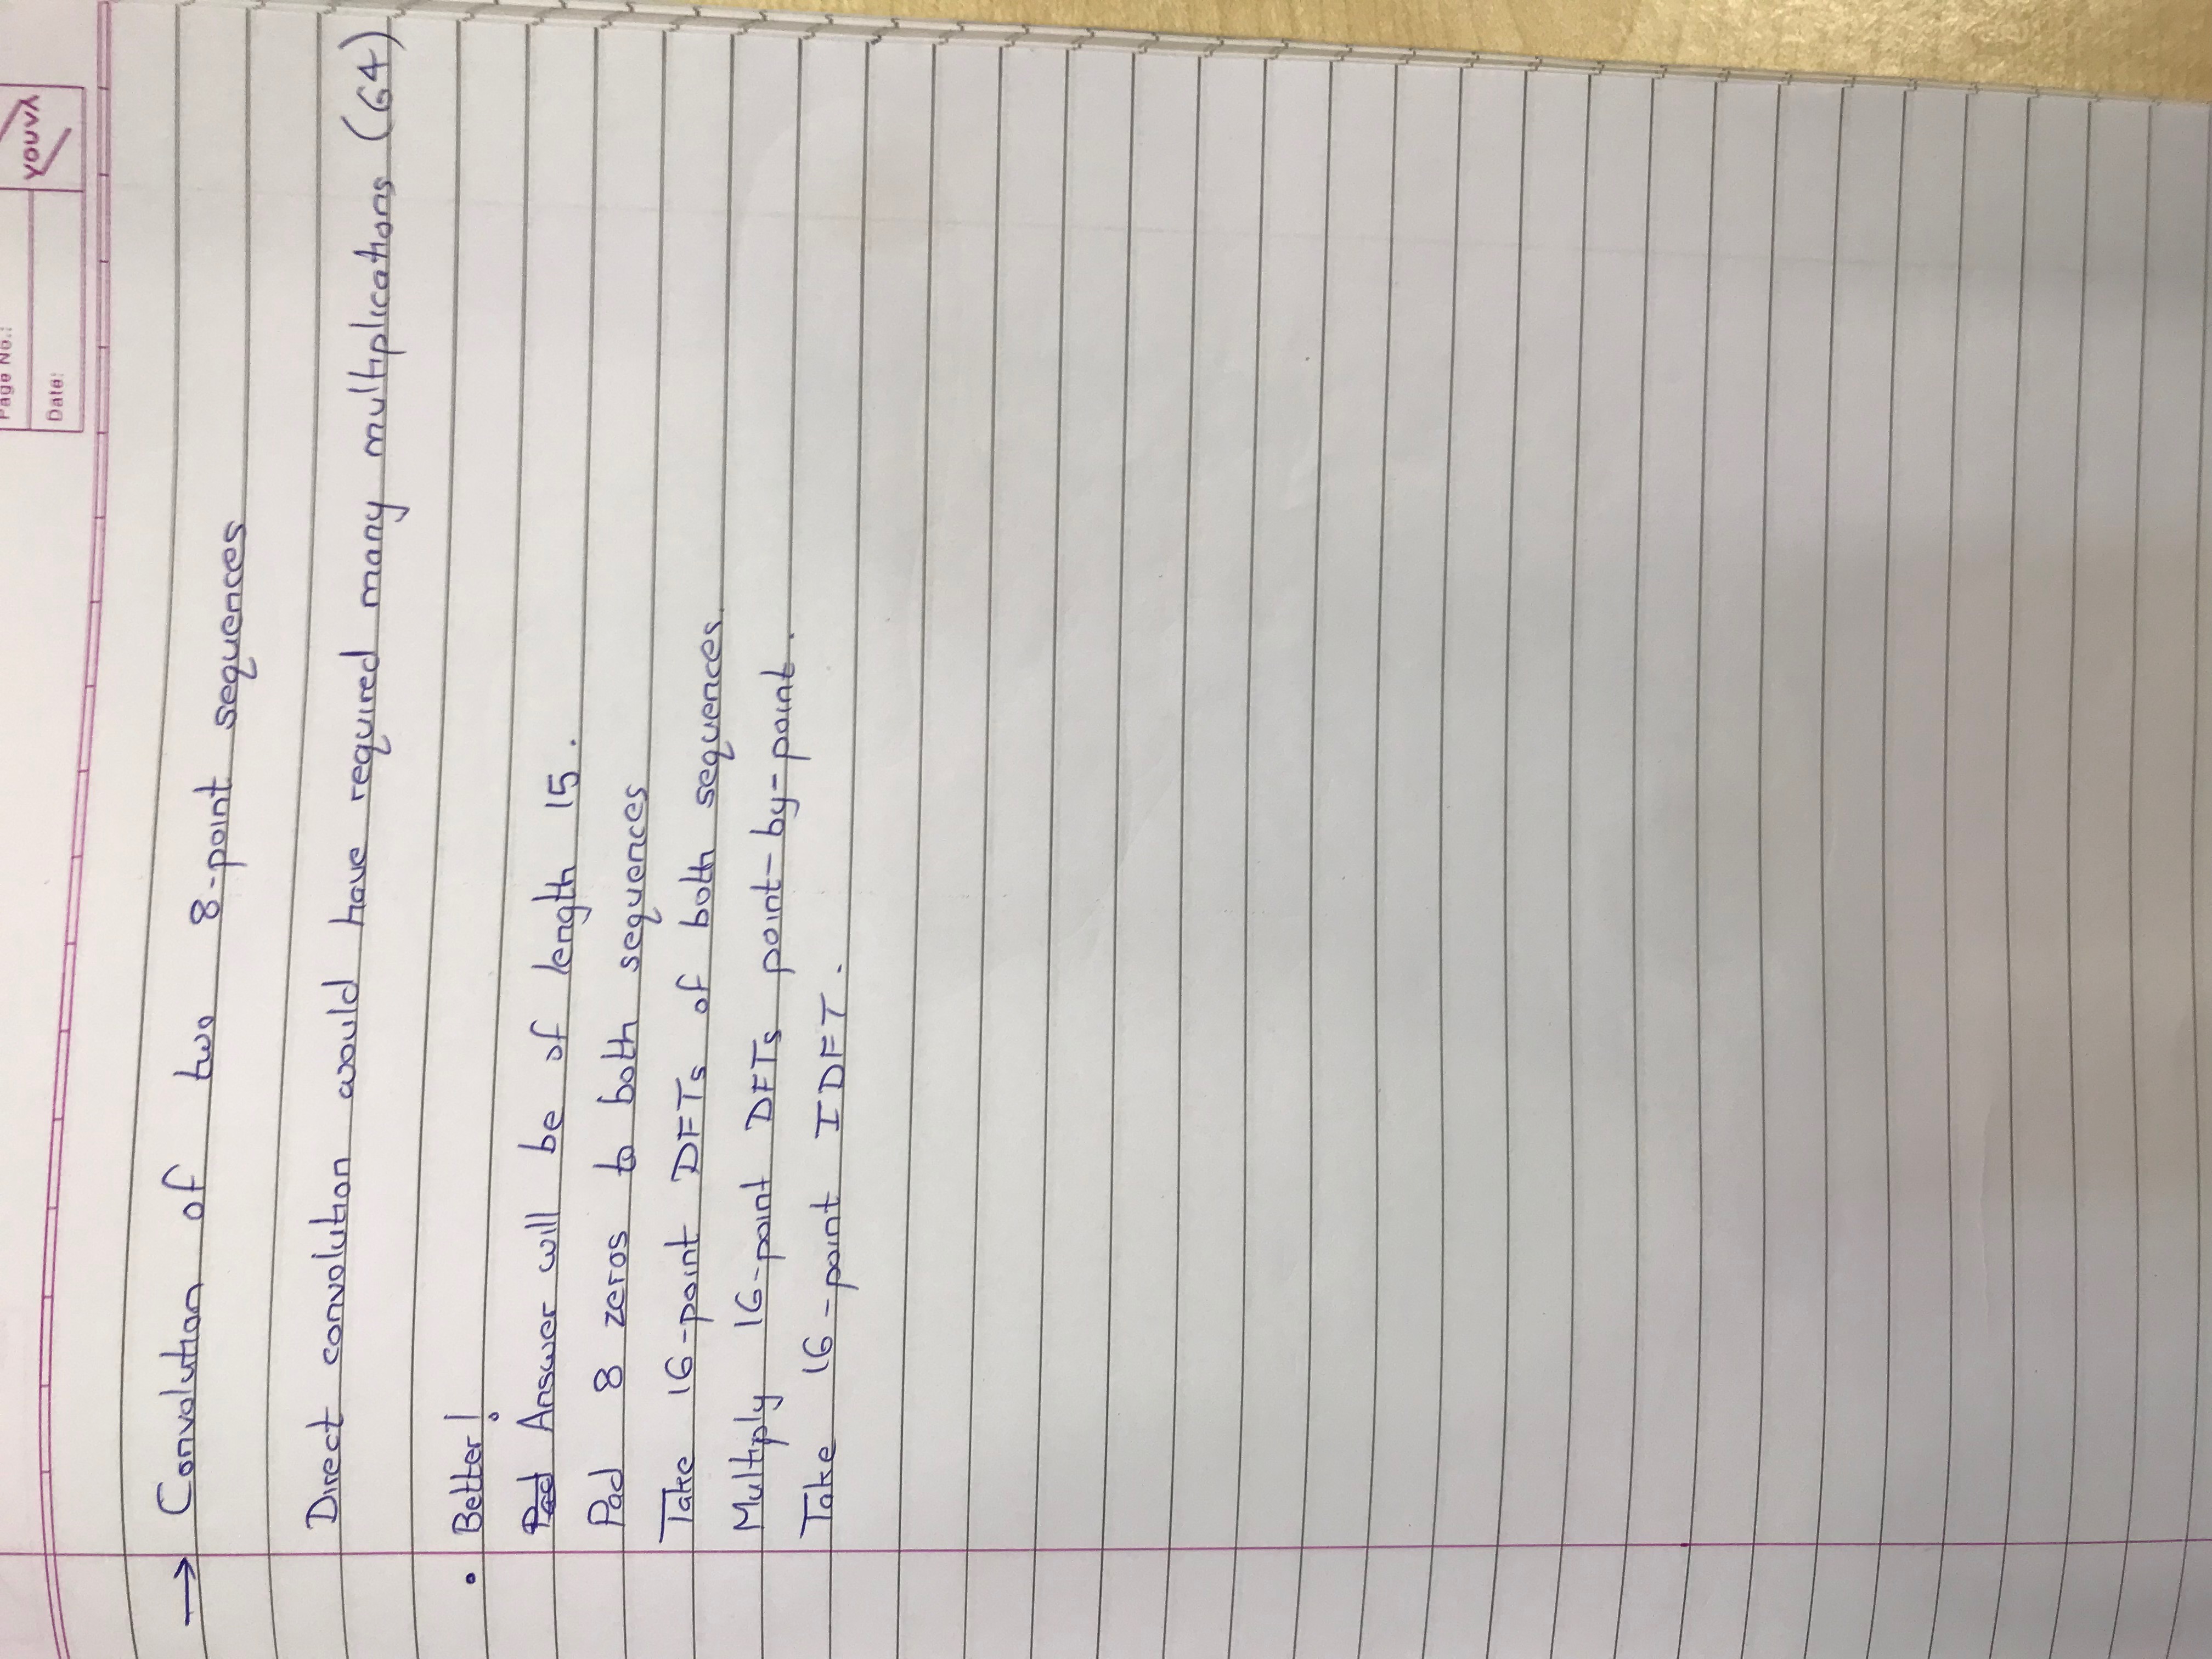 Page No.:
Date:
YOUVA
→ Convolution of two 8-point sequences
Direct convolution would have required many multiplications (64)
• Better!
Pad Answer will be of length 15.
Pad 8 zeros to both sequences
Take 16-point DFTs of both sequences.
Multiply 16-point DFTs point-by-point.
Take 16-point IDFT.